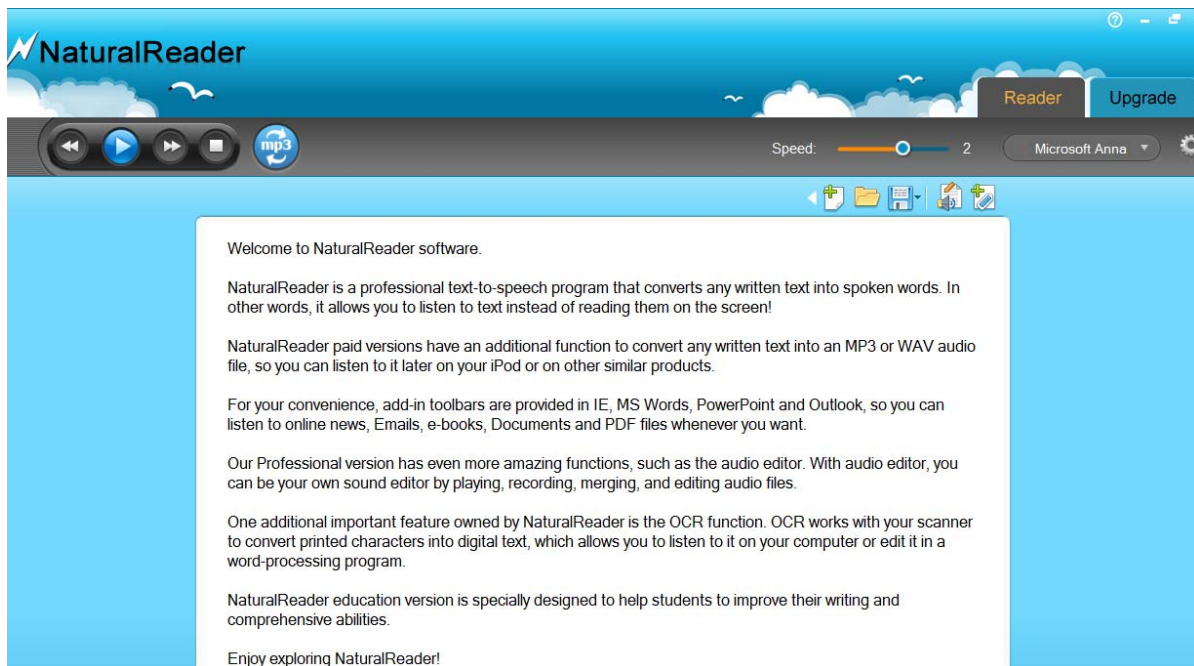 NaturalReader
Reader
Upgrade
mp3
Speed:
2
Microsoft Anna
Welcome to NaturalReader software.
NaturalReader is a professional text-to-speech program that converts any written text into spoken words. In
other words, it allows you to listen to text instead of reading them on the screen!
NaturalReader paid versions have an additional function to convert any written text into an MP3 or WAV audio
file, so you can listen to it later on your iPod or on other similar products.
For your convenience, add-in toolbars are provided in IE, MS Words, PowerPoint and Outlook, so you can
listen to online news, Emails, e-books, Documents and PDF files whenever you want.
Our Professional version has even more amazing functions, such as the audio editor. With audio editor, you
can be your own sound editor by playing, recording, merging, and editing audio files.
One additional important feature owned by NaturalReader is the OCR function. OCR works with your scanner
to convert printed characters into digital text, which allows you to listen to it on your computer or edit it in a
word-processing program.
NaturalReader education version is specially designed to help students to improve their writing and
comprehensive abilities.
Enjoy exploring NaturalReader!